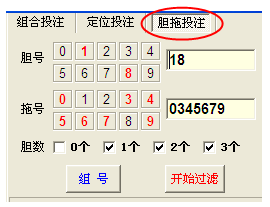 组合投注 定位投注 胆拖投注
胆号 0 1 2 3 4 18
5 6 7 8 9
拖号 0 1 2 3 4 0345679
5 6 7 8 9
胆数 0个 1个 2个 3个
组 号 开始过滤